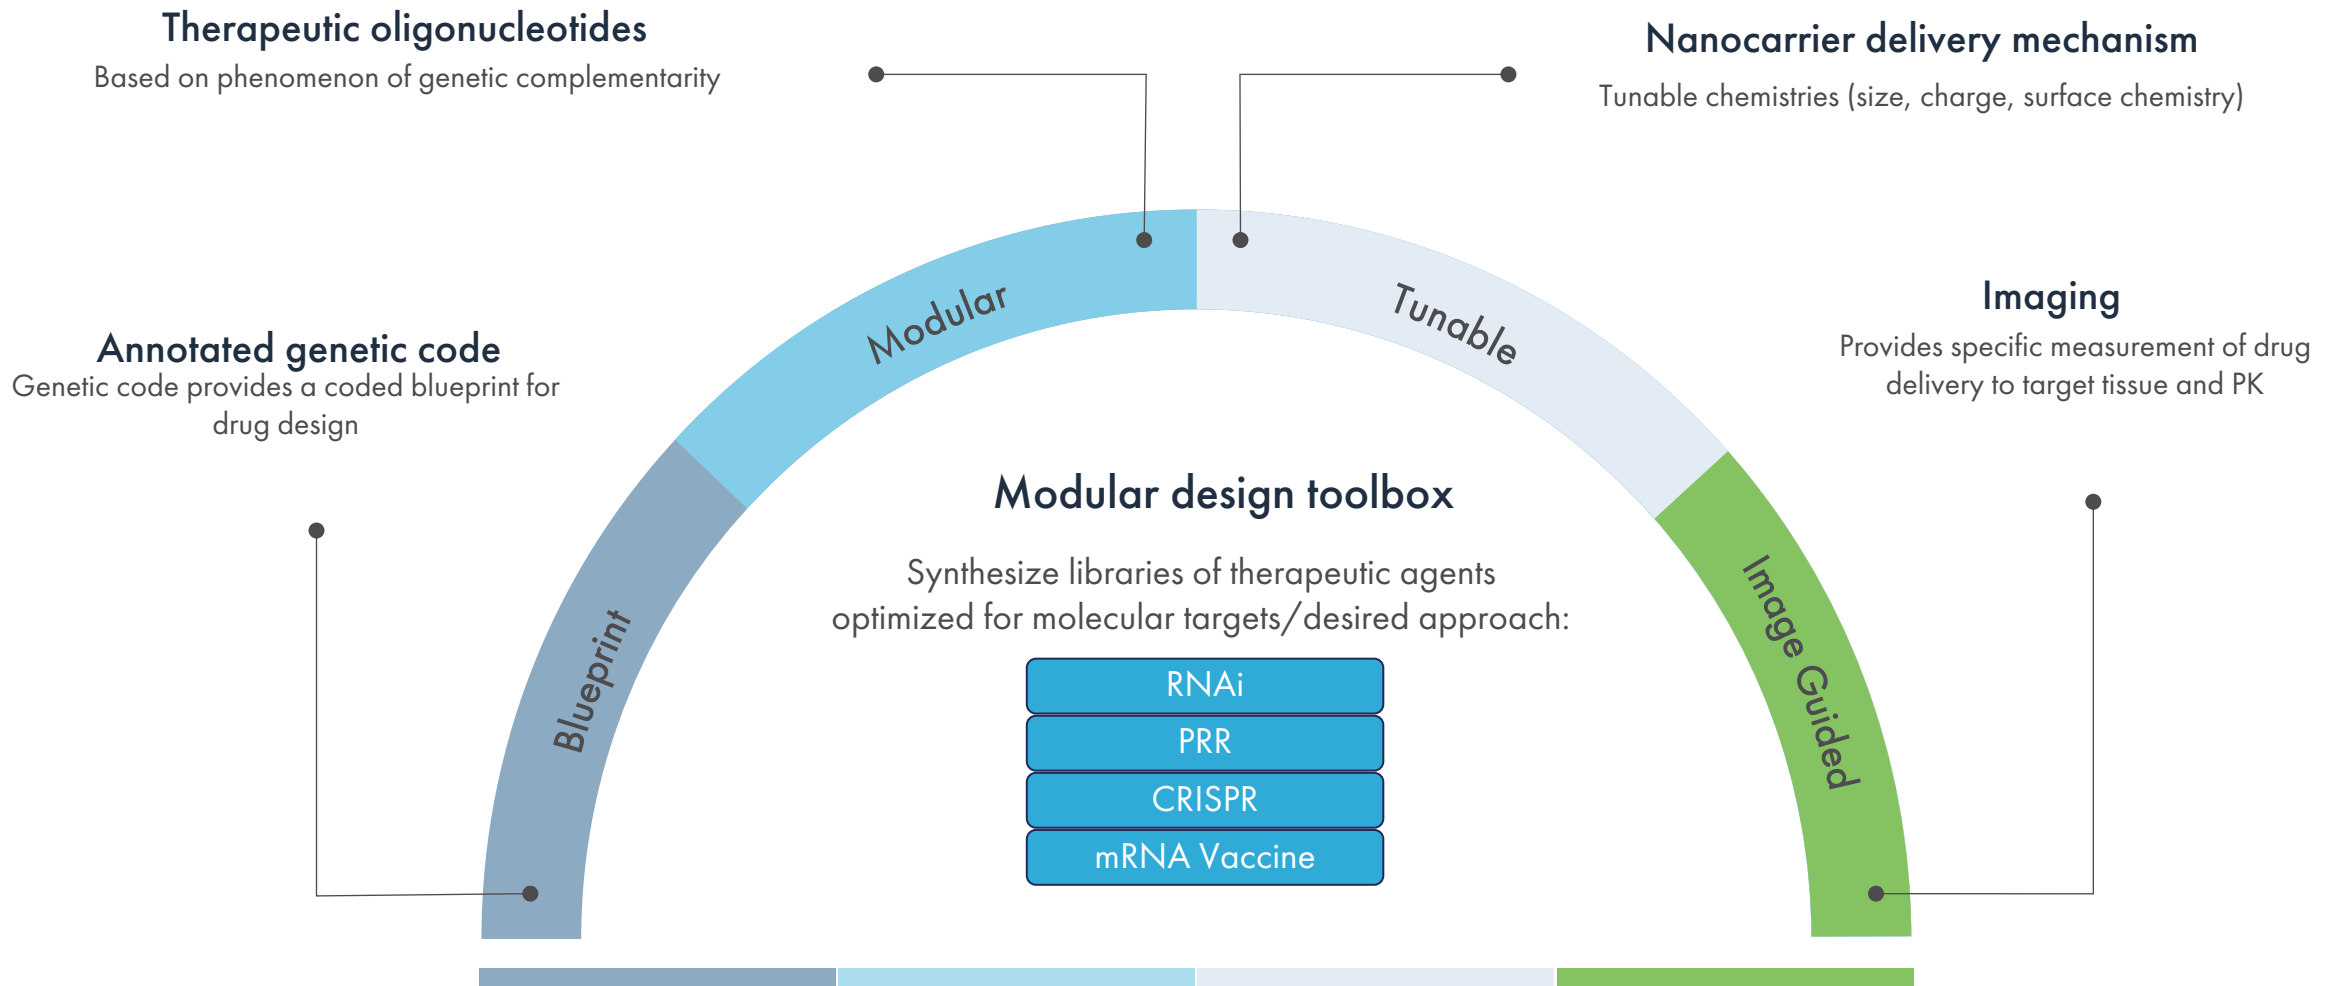 Therapeutic oligonucleotides
Based on phenomenon of genetic complementarity
Nanocarrier delivery mechanism
Tunable chemistries (size, charge, surface chemistry)
Annotated genetic code
Genetic code provides a coded blueprint for
drug design
Imaging
Provides specific measurement of drug
delivery to target tissue and PK
Blueprint
Modular
Tunable
Image Guided
Modular design toolbox
Synthesize libraries of therapeutic agents
optimized for molecular targets/desired approach:
RNAi
PRR
CRISPR
mRNA Vaccine